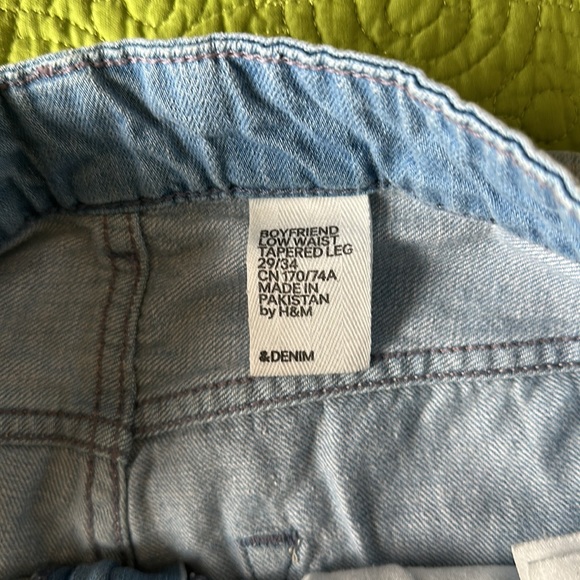 BOYFRIEND
LOW WAIST
TAPERED LEG
29/34
CN 170/74A
MADE IN
PAKISTAN
by H&M
&DENIM